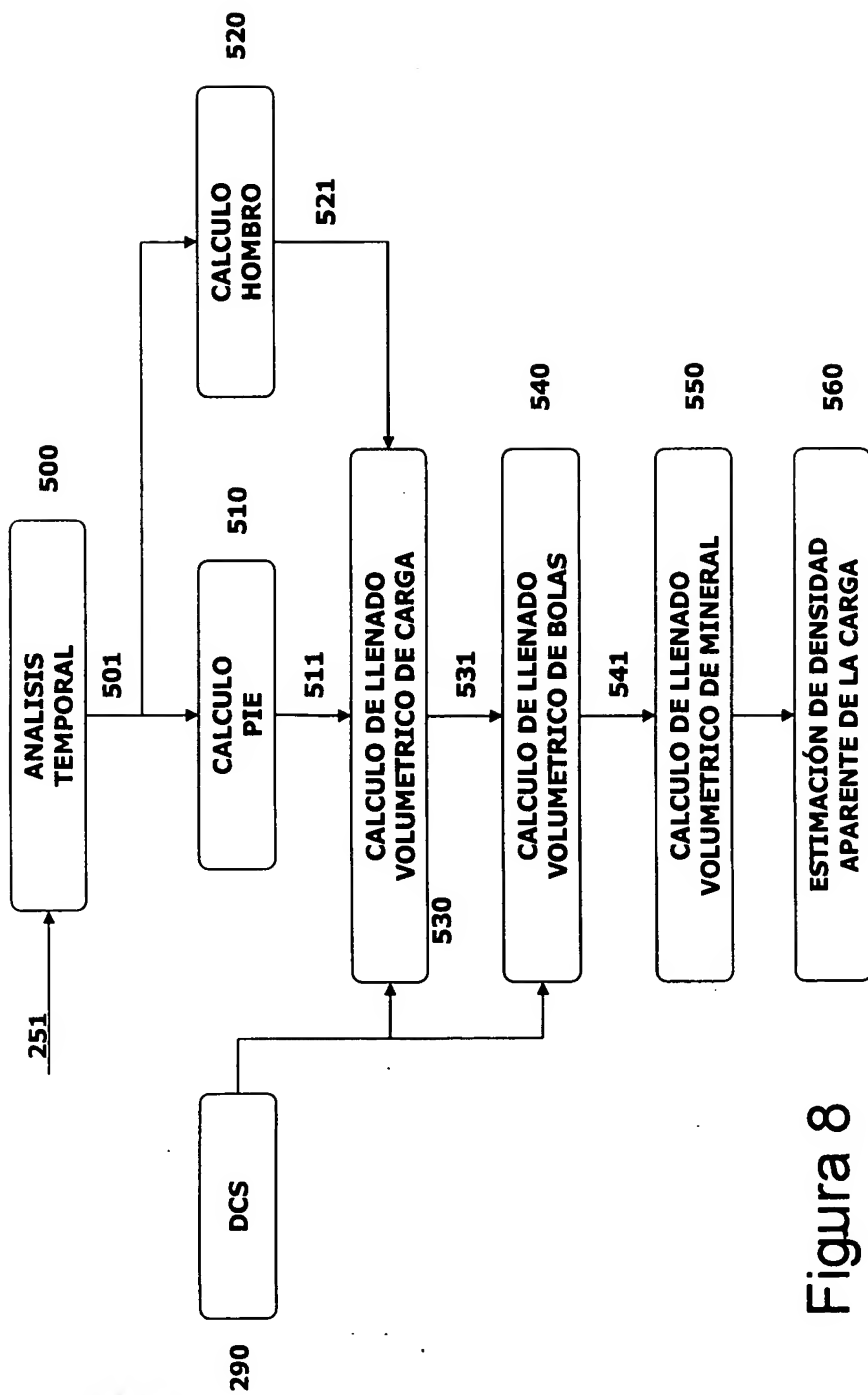 251
ANALISIS
TEMPORAL
500
501
CALCULO
PIE
510
511
CALCULO
HOMBRO
520
521
DCS
290
CALCULO DE LLENADO
VOLUMETRICO DE CARGA
530
531
CALCULO DE LLENADO
VOLUMETRICO DE BOLAS
540
541
CALCULO DE LLENADO
VOLUMETRICO DE MINERAL
550
ESTIMACIÓN DE DENSIDAD
APARENTE DE LA CARGA
560
Figura 8